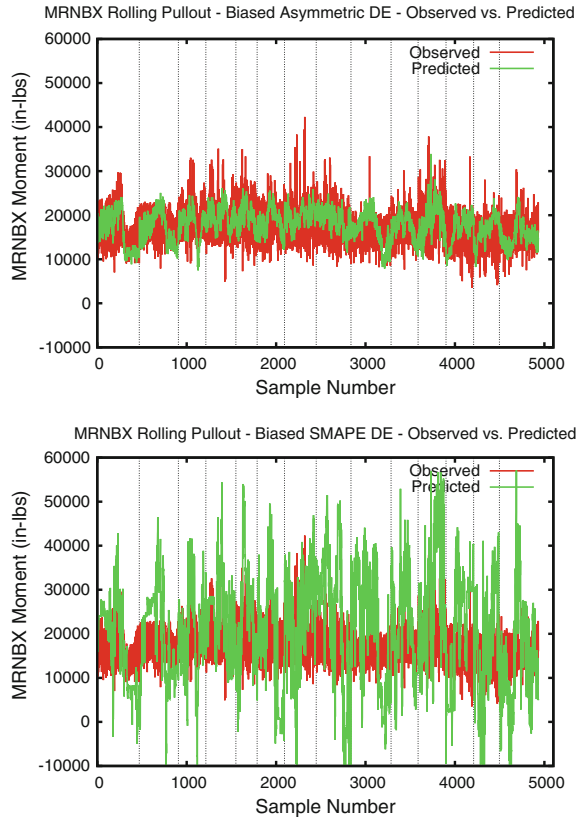 MRNBX Rolling Pullout - Biased Asymmetric DE - Observed vs. Predicted
60000
50000
40000
30000
20000
10000
0
-10000
MRNBX Moment (in-lbs)
Observed
Predicted
0 1000 2000 3000 4000 5000
Sample Number
MRNBX Rolling Pullout - Biased SMAPE DE - Observed vs. Predicted
60000
50000
40000
30000
20000
10000
0
-10000
MRNBX Moment (in-lbs)
Observed
Predicted
0 1000 2000 3000 4000 5000
Sample Number